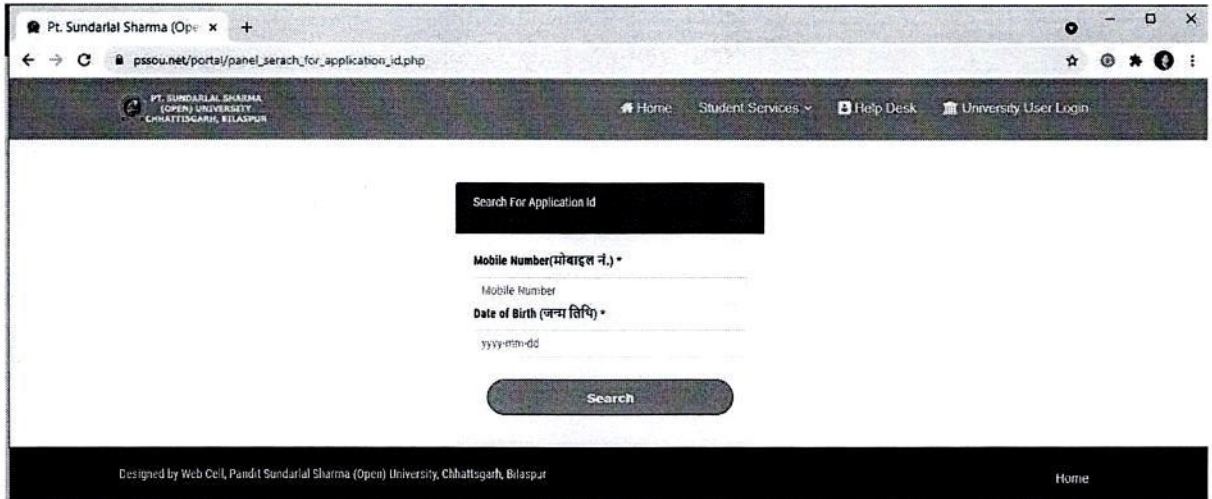 Pt. Sundarlal Sharma (Ope
pssou.net/portal/panel_serach_for_application_id.php
PT. SUNDARLAL SHARMA
(OPEN) UNIVERSITY
CHHATTISGARH, BILASPUR
Home Student Services Help Desk University User Login
Search For Application Id
Mobile Number(मोबाइल नं.) *
Mobile Number
Date of Birth (जन्म तिथि) *
yyyy-mm-dd
Search
Designed by Web Cell, Pandit Sundarlal Sharma (Open) University, Chhattsgarh, Bilaspur
Home